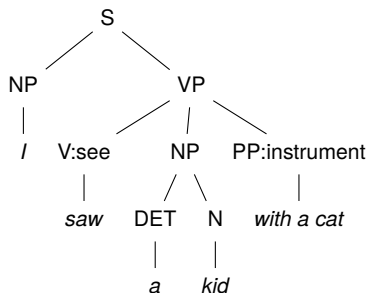 S
NP VP
I V:see NP PP:instrument
saw DET N with a cat
a kid